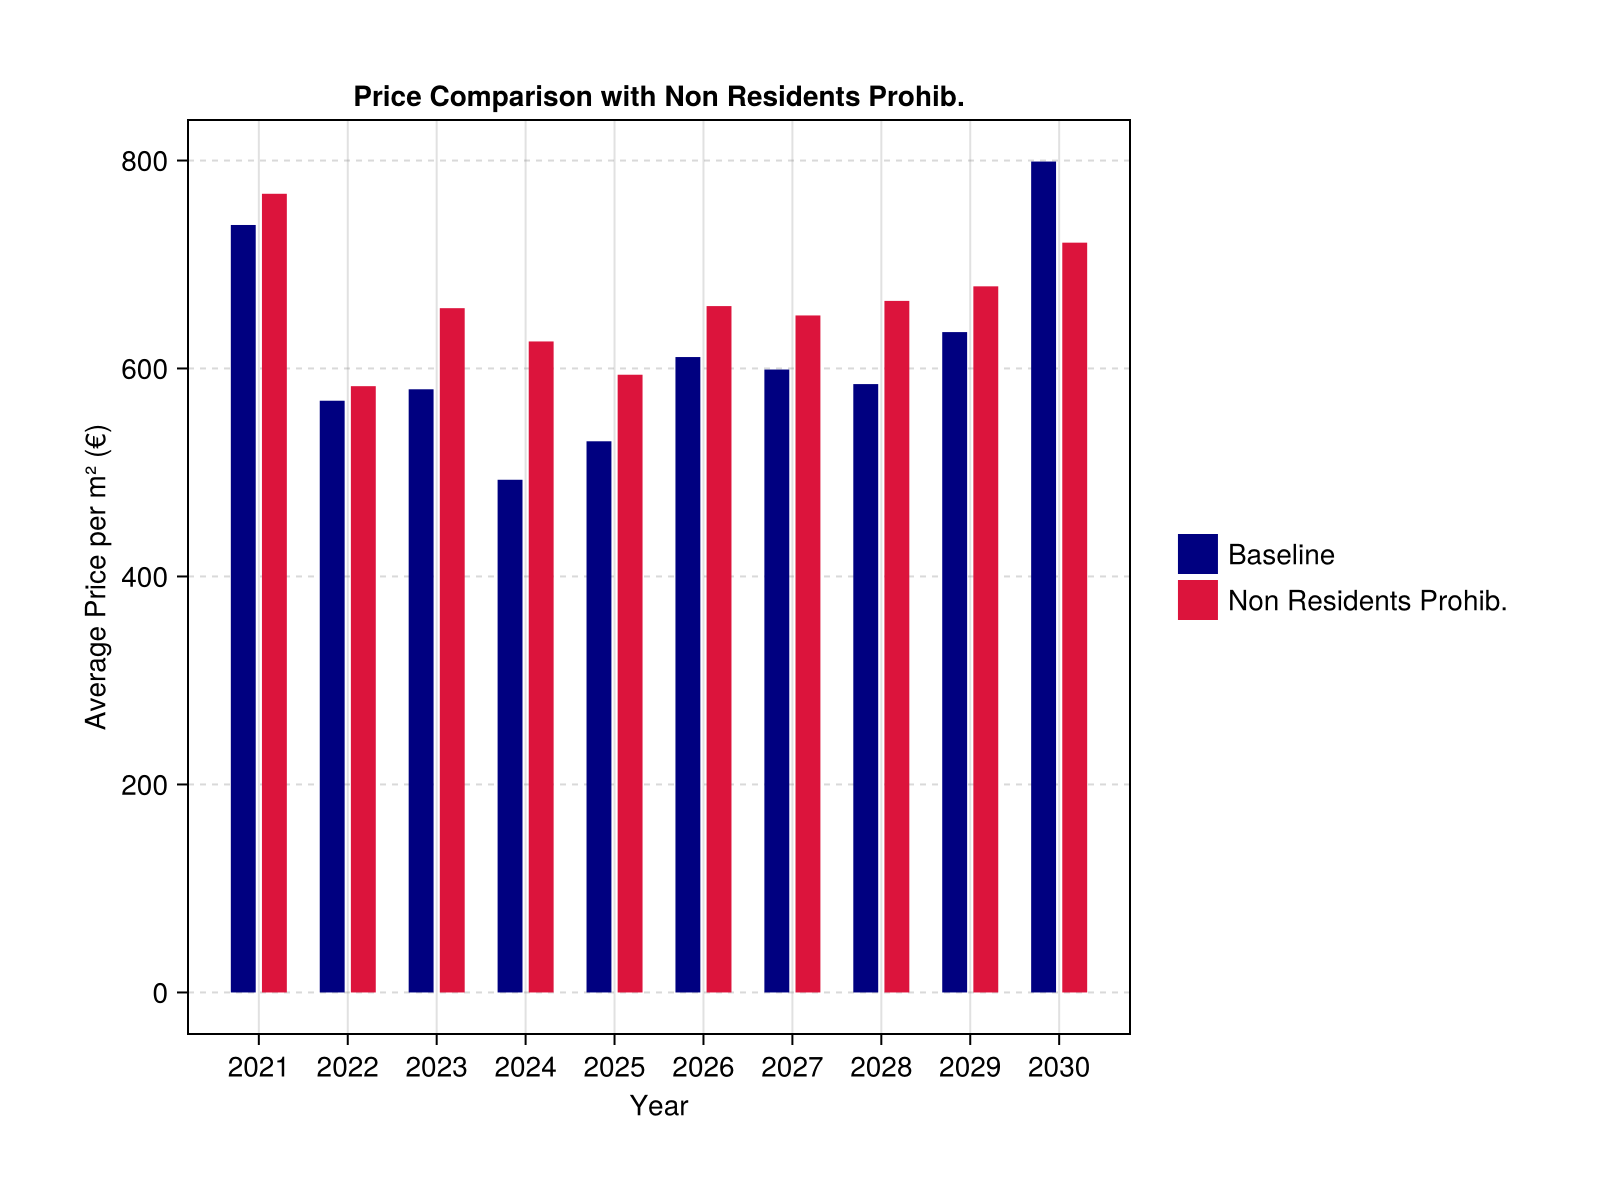 Price Comparison with Non Residents Prohib.
800
600
400
200
0
Average Price per m² (€)
2021 2022 2023 2024 2025 2026 2027 2028 2029 2030
Year
Baseline
Non Residents Prohib.